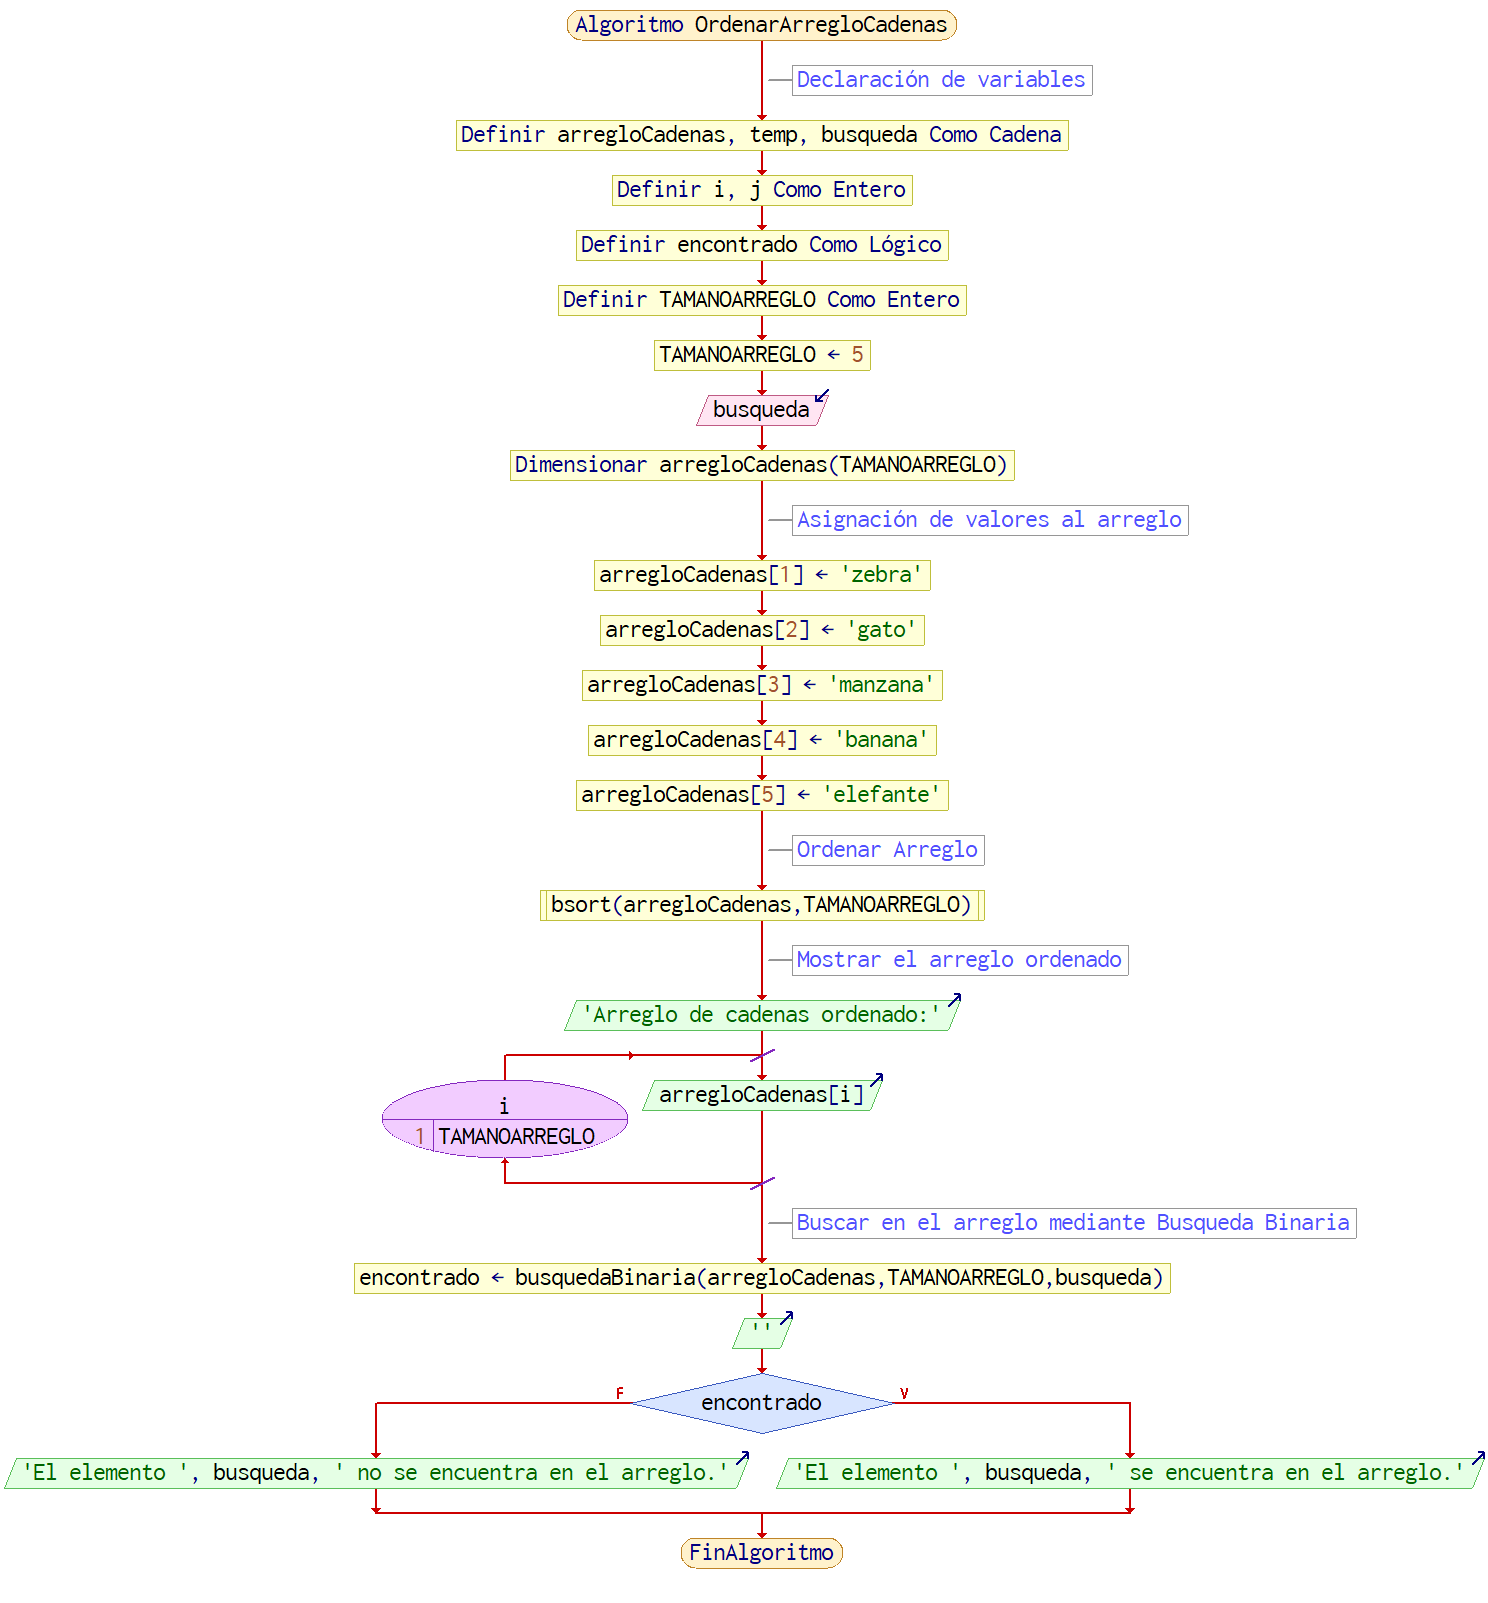 Algoritmo OrdenarArregloCadenas
Declaración de variables
Definir arregloCadenas, temp, busqueda Como Cadena
Definir i, j Como Entero
Definir encontrado Como Lógico
Definir TAMANOARREGLO Como Entero
TAMANOARREGLO ← 5
busqueda
Dimensionar arregloCadenas(TAMANOARREGLO)
Asignación de valores al arreglo
arregloCadenas[1] ← 'zebra'
arregloCadenas[2] ← 'gato'
arregloCadenas[3] ← 'manzana'
arregloCadenas[4] ← 'banana'
arregloCadenas[5] ← 'elefante'
Ordenar Arreglo
bsort(arregloCadenas,TAMANOARREGLO)
Mostrar el arreglo ordenado
'Arreglo de cadenas ordenado:'
arregloCadenas[i]
i
1 TAMANOARREGLO
Buscar en el arreglo mediante Busqueda Binaria
encontrado ← busquedaBinaria(arregloCadenas,TAMANOARREGLO,busqueda)
''
encontrado
F
V
'El elemento ', busqueda, ' no se encuentra en el arreglo.'
'El elemento ', busqueda, ' se encuentra en el arreglo.'
FinAlgoritmo